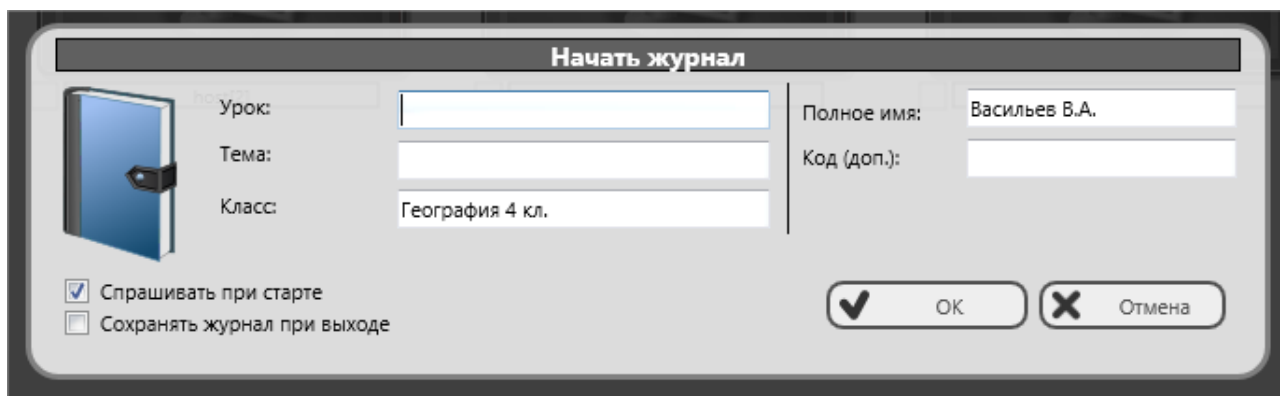 Начать журнал
Урок:
Тема:
Класс: География 4 кл.
Полное имя: Васильев В.А.
Код (доп.):
Спрашивать при старте
Сохранять журнал при выходе
ОК
Отмена